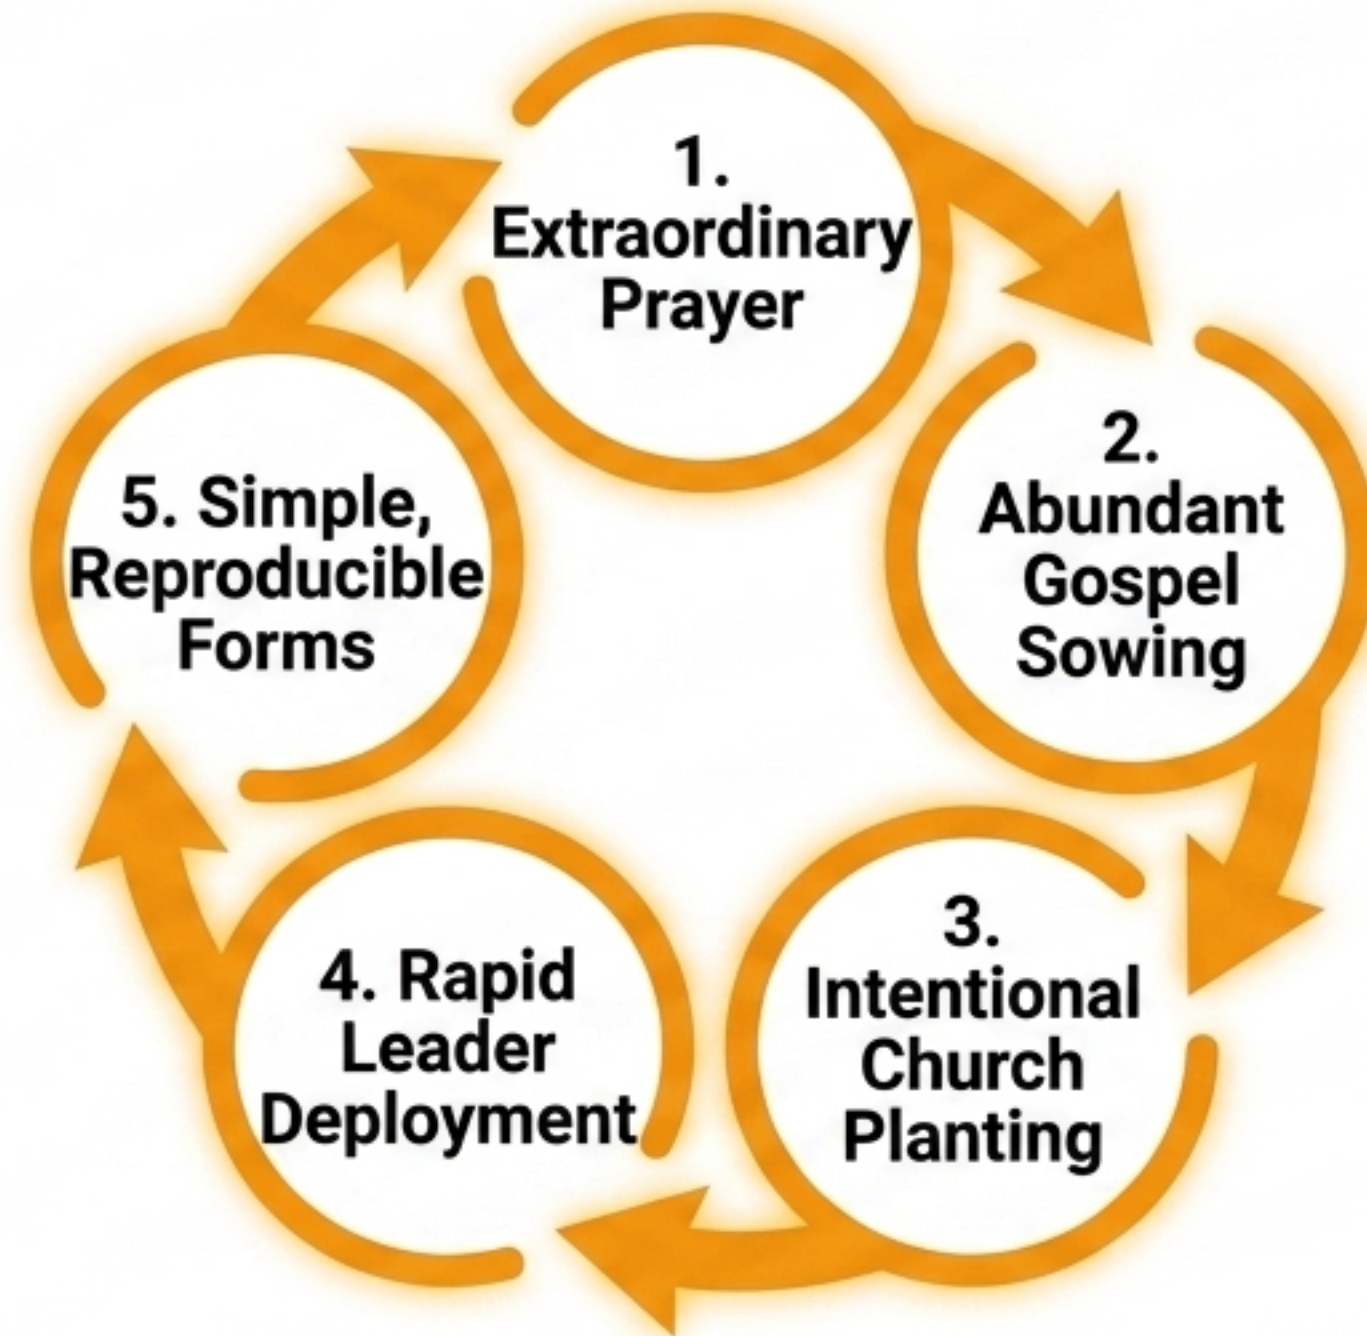 1.
Extraordinary
Prayer
2.
Abundant
Gospel
Sowing
3.
Intentional
Church
Planting
4. Rapid
Leader
Deployment
5. Simple,
Reproducible
Forms